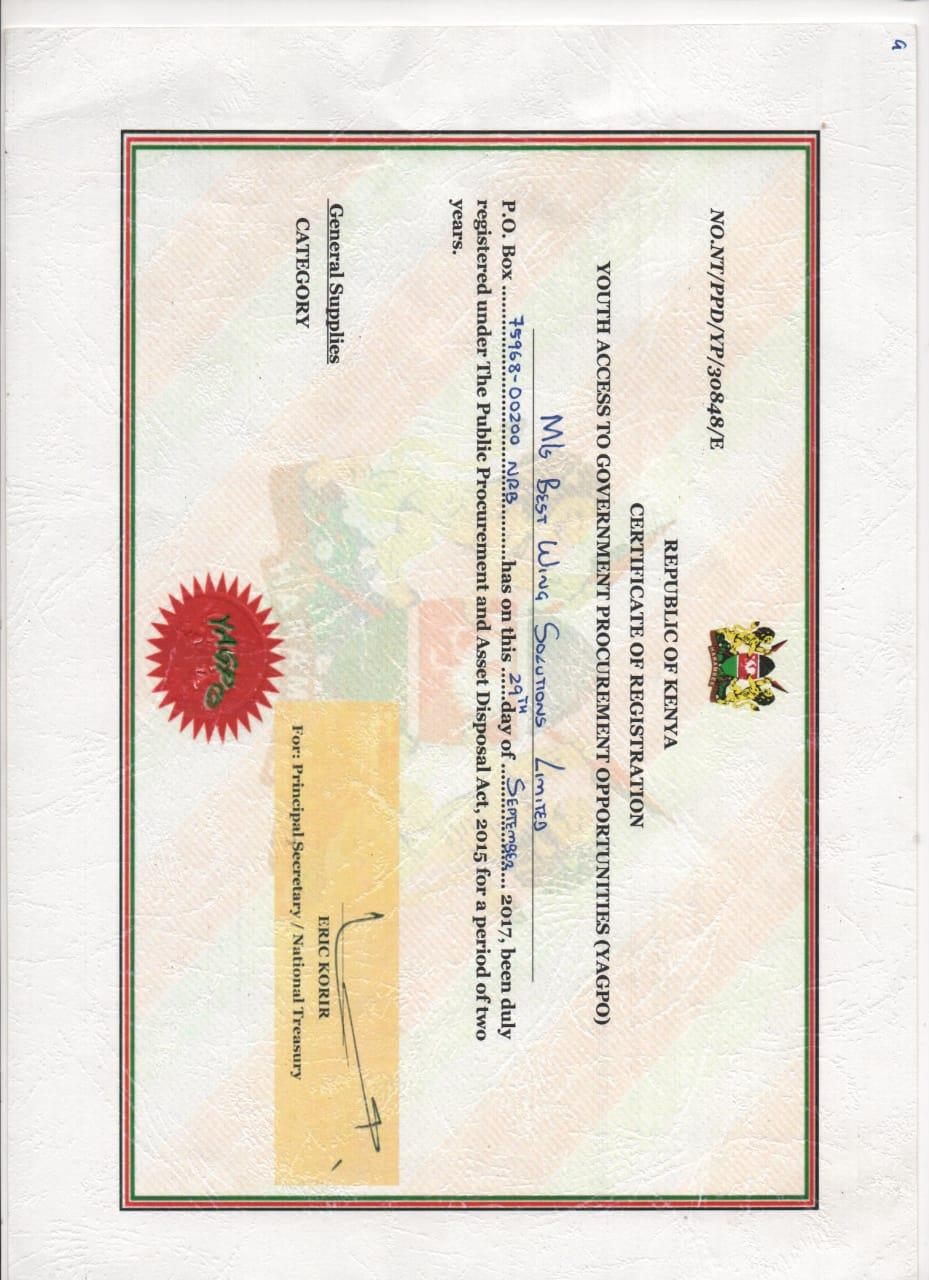 NO.NT/PPD/YP/30848/E
REPUBLIC OF KENYA
CERTIFICATE OF REGISTRATION
YOUTH ACCESS TO GOVERNMENT PROCUREMENT OPPORTUNITIES (YAGPO)
M/s BEST WING SOLUTIONS LIMITED
P.O. Box ......75968-00200 NRB......has on this ......29TH......day of ......SEPTEMBER...... 2017, been duly
registered under The Public Procurement and Asset Disposal Act, 2015 for a period of two
years.
General Supplies
CATEGORY
ERIC KORIR
For: Principal Secretary / National Treasury
YAGPO